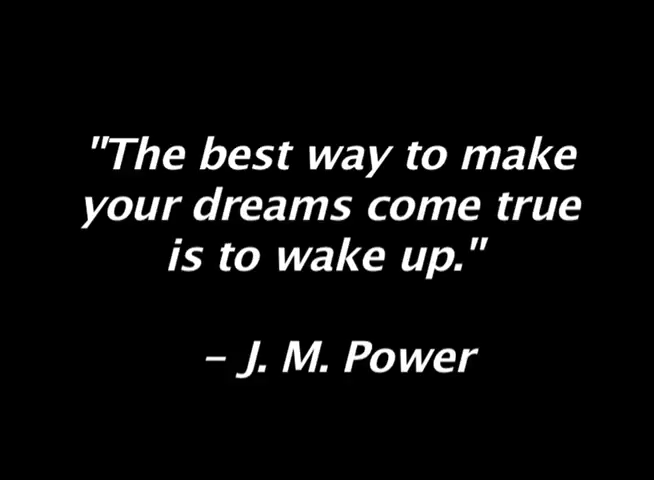 "The best way to make
your dreams come true
is to wake up."
– J. M. Power